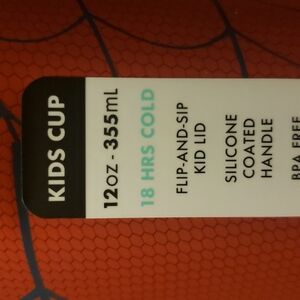 KIDS CUP
12OZ - 355mL
18 HRS COLD
FLIP-AND-SIP
KID LID
SILICONE
COATED
HANDLE
BPA FREE